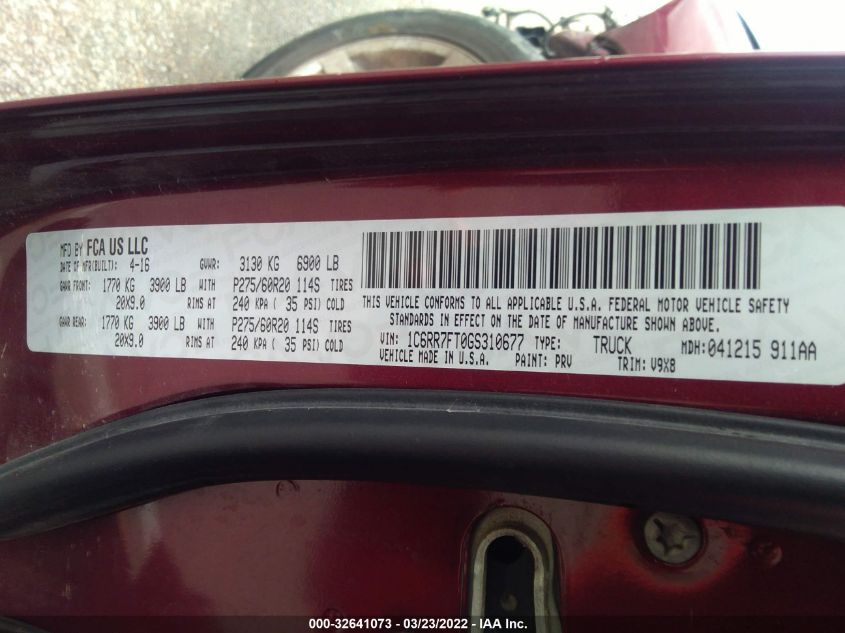 MFD BY FCA US LLC
DATE OF MFR(BUILT): 4-16 GVWR: 3130 KG 6900 LB
GAWR FRONT: 1770 KG 3900 LB WITH P275/60R20 114S TIRES
20X9.0 RIMS AT 240 KPA ( 35 PSI) COLD
GAWR REAR: 1770 KG 3900 LB WITH P275/60R20 114S TIRES
20X9.0 RIMS AT 240 KPA ( 35 PSI) COLD
THIS VEHICLE CONFORMS TO ALL APPLICABLE U.S.A. FEDERAL MOTOR VEHICLE SAFETY
STANDARDS IN EFFECT ON THE DATE OF MANUFACTURE SHOWN ABOVE.
VIN: 1C6RR7FT0GS310677 TYPE: TRUCK MDH: 041215 911AA
VEHICLE MADE IN U.S.A. PAINT: PRV TRIM: V9X8
000-32641073 - 03/23/2022 - IAA Inc.